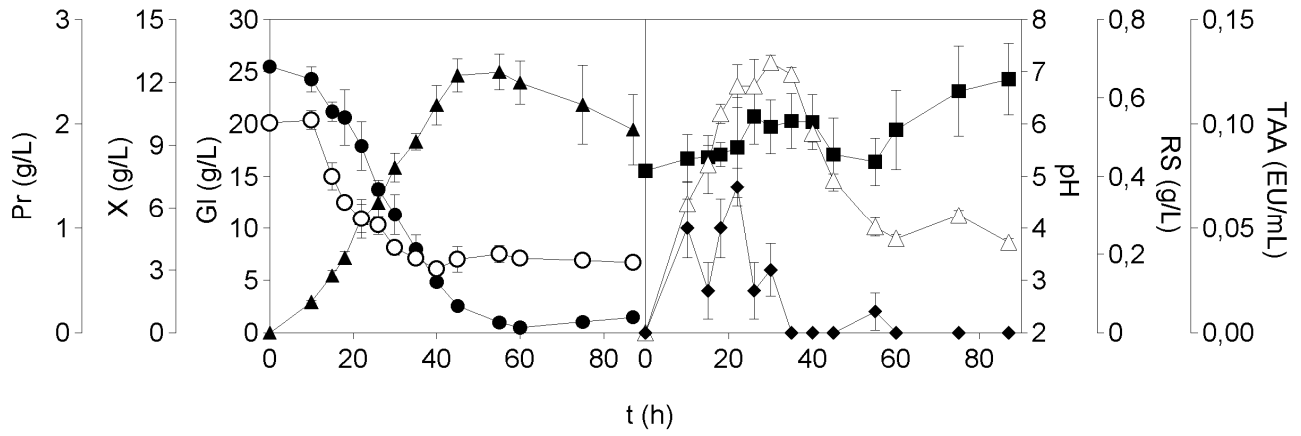 3 15 30 8 0,8 0,15
25 7
12
0,6
2 20 6 0,10
9
15 5 0,4
6
1 10 4 0,05
0,2
3 5 3
0 0 0 2 0 0,00
0 20 40 60 80 0 20 40 60 80
Pr (g/L)
X (g/L)
Gl (g/L)
pH
RS (g/L)
TAA (EU/mL)
t (h)